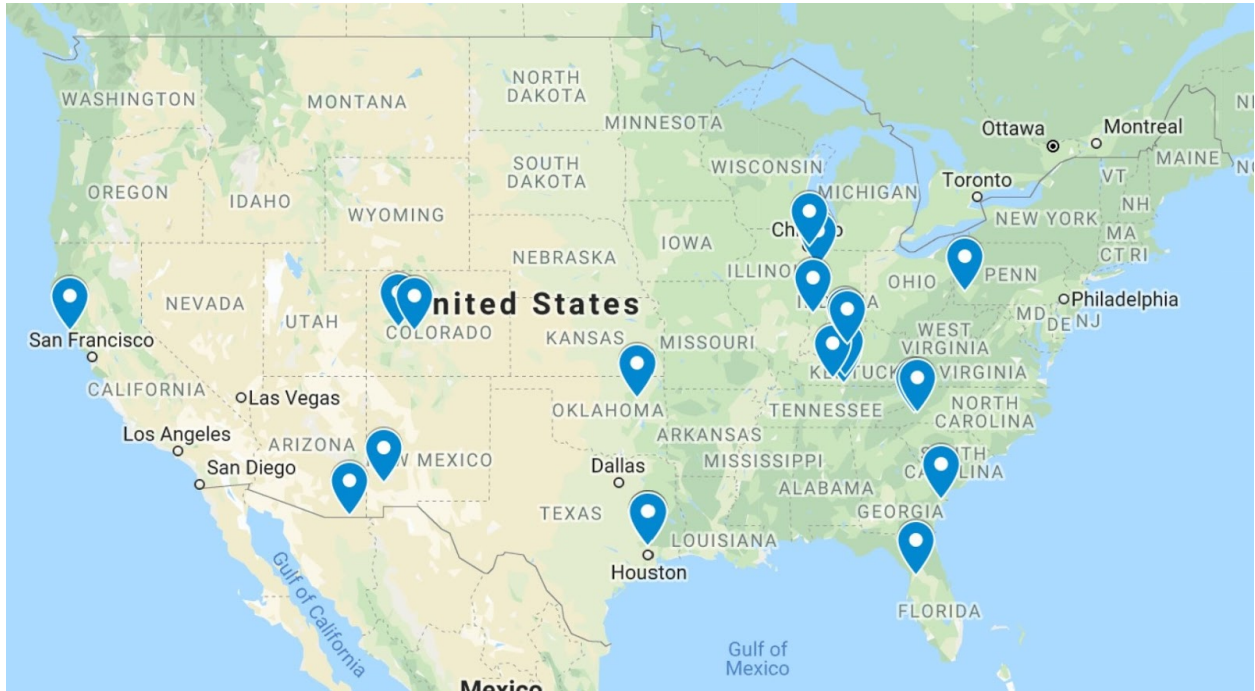 NORTH
DAKOTA
WASHINGTON
MONTANA
MINNESOTA
Ottawa
Montreal
MAINE
SOUTH
DAKOTA
WISCONSIN
MICHIGAN
VT
Toronto
OREGON
IDAHO
WYOMING
NH
NEW YORK
MA
CT RI
IOWA
NEBRASKA
ILLINO
OHIO
PENN
NEVADA
nited States
Philadelphia
UTAH
COLORADO
MD
DE
NJ
San Francisco
KANSAS
MISSOURI
WEST
VIRGINIA
VIRGINIA
CALIFORNIA
Las Vegas
OKLAHOMA
TENNESSEE
NORTH
CAROLINA
Los Angeles
ARIZONA
MEXICO
ARKANSAS
San Diego
Dallas
MISSISSIPPI
ALABAMA
TEXAS
GEORGIA
LOUISIANA
Houston
Gulf of California
FLORIDA
Gulf of
Mexico
Mexico